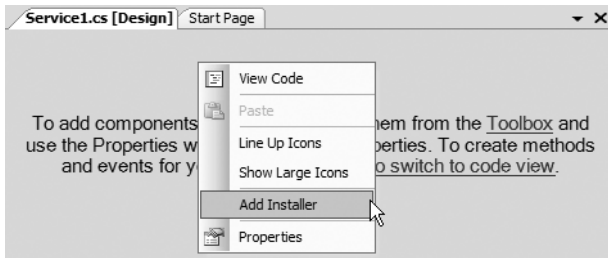 Service1.cs [Design] Start Page
View Code
Paste
To add components hem from the Toolbox and
Line Up Icons
use the Properties w perties. To create methods
Show Large Icons
and events for y o switch to code view.
Add Installer
Properties